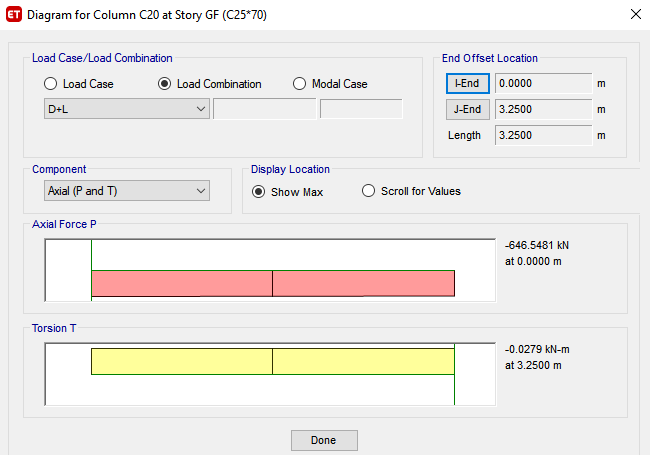 ET Diagram for Column C20 at Story GF (C25*70)
Load Case/Load Combination
Load Case Load Combination Modal Case
D+L
End Offset Location
I-End 0.0000 m
J-End 3.2500 m
Length 3.2500 m
Component
Axial (P and T)
Display Location
Show Max Scroll for Values
Axial Force P
-646.5481 kN
at 0.0000 m
Torsion T
-0.0279 kN-m
at 3.2500 m
Done